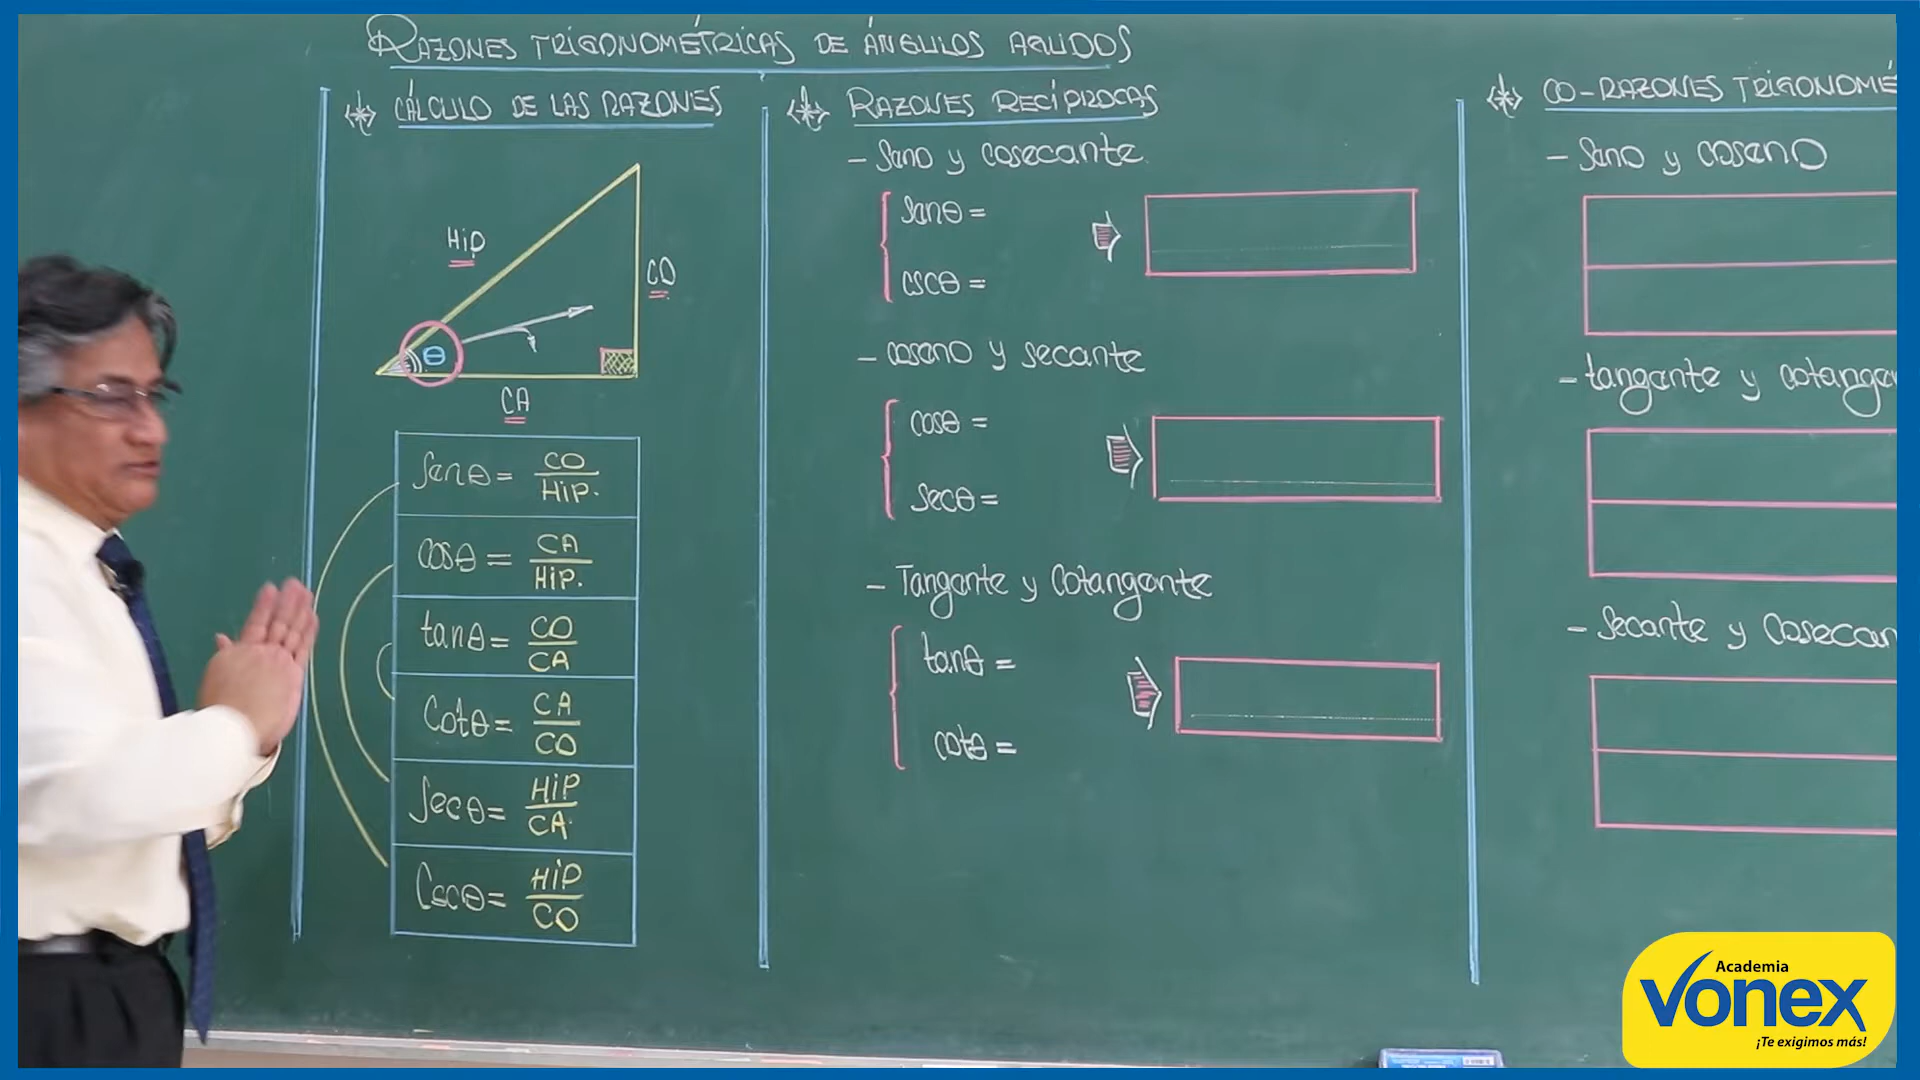 RAZONES TRIGONOMÉTRICAS DE ÁNGULOS AGUDOS
CÁLCULO DE LAS RAZONES
Hip
CO
θ
CA
Senθ = CO / Hip.
cosθ = CA / Hip.
tanθ = CO / CA
Cotθ = CA / CO
Secθ = Hip / CA
Cscθ = Hip / CO
RAZONES RECÍPROCAS
- Seno y cosecante
senθ =
cscθ =
- coseno y secante
cosθ =
secθ =
- Tangente y Cotangente
tanθ =
cotθ =
CO-RAZONES TRIGONOMÉ
- Seno y coseno
- tangente y cotangen
- Secante y Cosecan
Academia
Vonex
¡Te exigimos más!